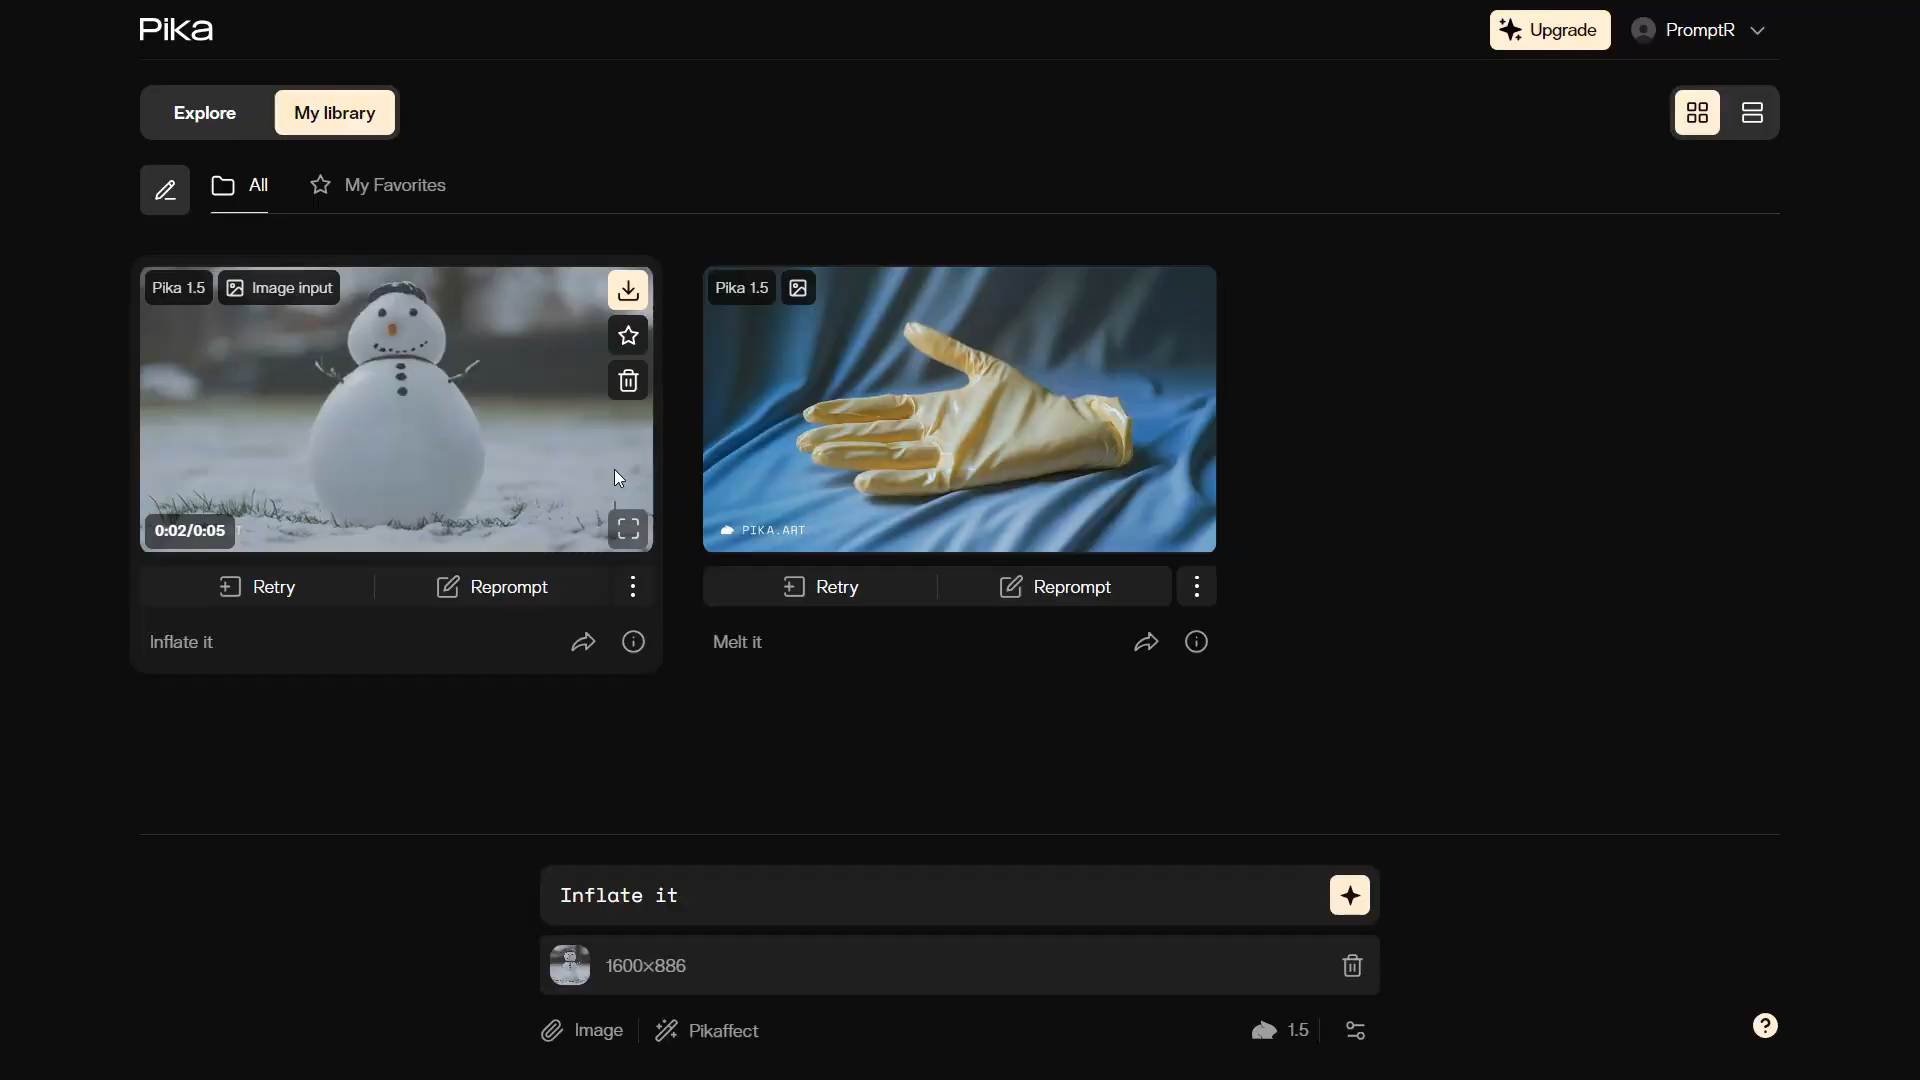 Pika
Upgrade
PromptR
Explore
My library
All
My Favorites
Pika 1.5
Image input
0:02/0:05
Pika 1.5
PIKA.ART
Retry
Reprompt
Retry
Reprompt
Inflate it
Melt it
Inflate it
1600×886
Image
Pikaffect
1.5
?